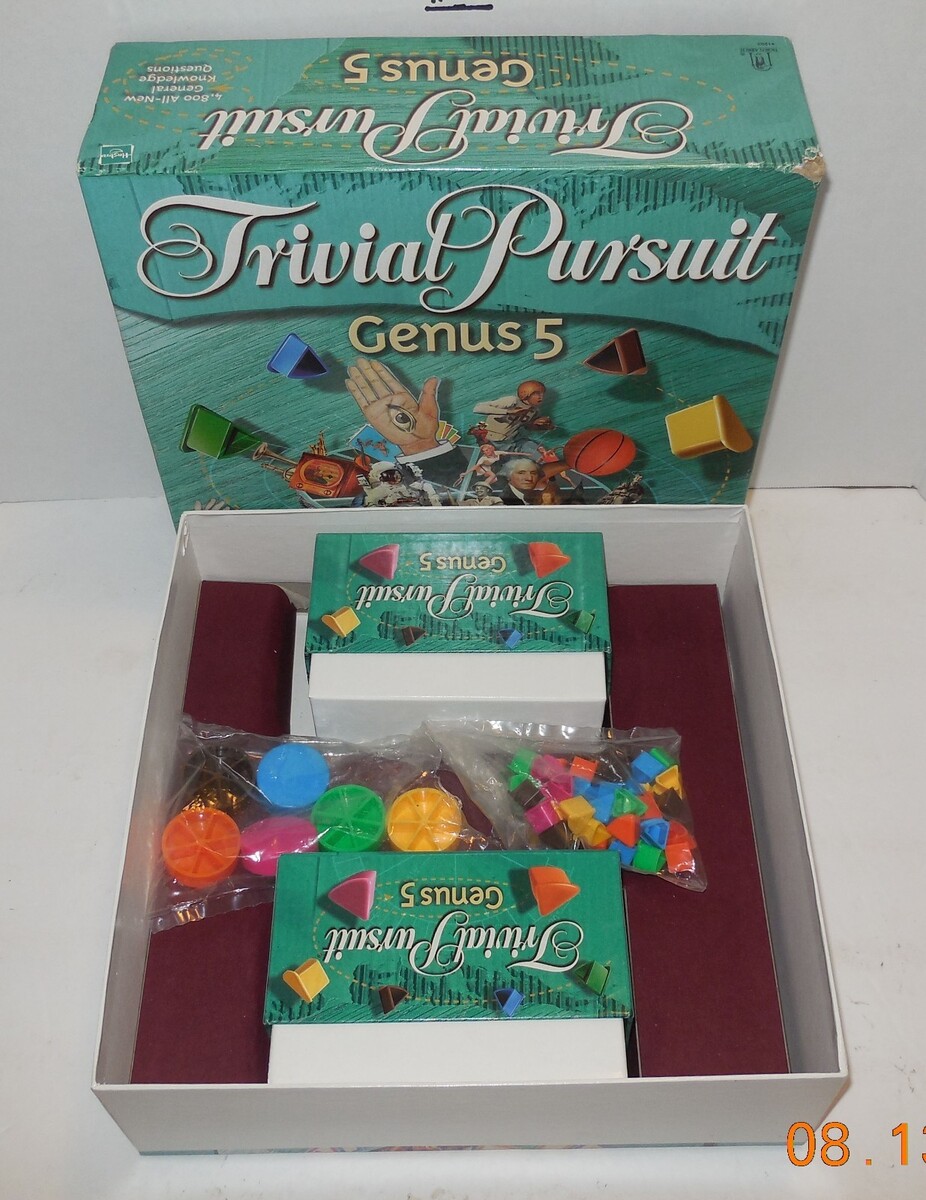 Genus 5
Trivial Pursuit
4,800 All-New
General
Knowledge
Questions
Hasbro
Trivial Pursuit
Genus 5
Trivial Pursuit
Genus 5
Trivial Pursuit
Genus 5
08.13